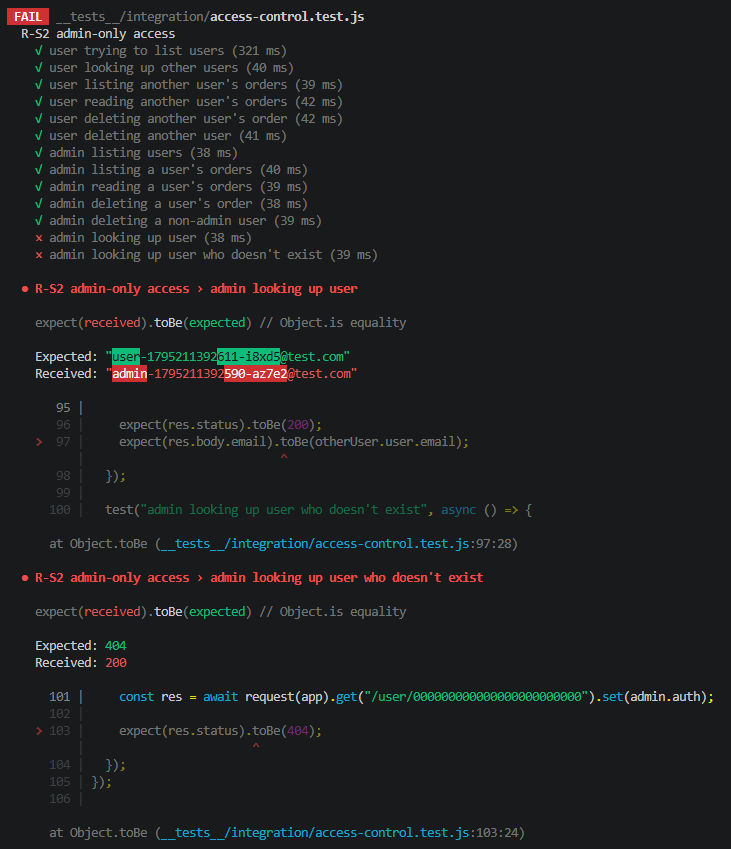 FAIL __tests__/integration/access-control.test.js
R-S2 admin-only access
√ user trying to list users (321 ms)
√ user looking up other users (40 ms)
√ user listing another user's orders (39 ms)
√ user reading another user's orders (42 ms)
√ user deleting another user's order (42 ms)
√ user deleting another user (41 ms)
√ admin listing users (38 ms)
√ admin listing a user's orders (40 ms)
√ admin reading a user's orders (39 ms)
√ admin deleting a user's order (38 ms)
√ admin deleting a non-admin user (39 ms)
× admin looking up user (38 ms)
× admin looking up user who doesn't exist (39 ms)
● R-S2 admin-only access › admin looking up user
expect(received).toBe(expected) // Object.is equality
Expected: "user-1795211392611-i8xd5@test.com"
Received: "admin-1795211392590-az7e2@test.com"
95 |
96 | expect(res.status).toBe(200);
> 97 | expect(res.body.email).toBe(otherUser.user.email);
| ^
98 | });
99 |
100 | test("admin looking up user who doesn't exist", async () => {
at Object.toBe (__tests__/integration/access-control.test.js:97:28)
● R-S2 admin-only access › admin looking up user who doesn't exist
expect(received).toBe(expected) // Object.is equality
Expected: 404
Received: 200
101 | const res = await request(app).get("/user/000000000000000000000000").set(admin.auth);
102 |
> 103 | expect(res.status).toBe(404);
| ^
104 | });
105 | });
106 |
at Object.toBe (__tests__/integration/access-control.test.js:103:24)